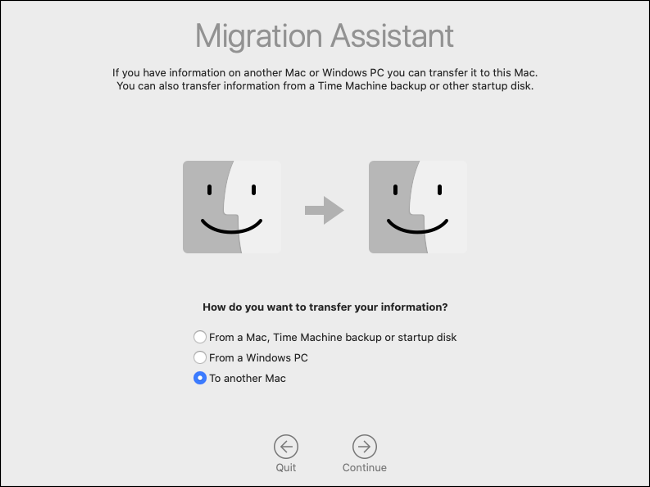 Migration Assistant
If you have information on another Mac or Windows PC you can transfer it to this Mac.
You can also transfer information from a Time Machine backup or other startup disk.
How do you want to transfer your information?
From a Mac, Time Machine backup or startup disk
From a Windows PC
To another Mac
Quit
Continue